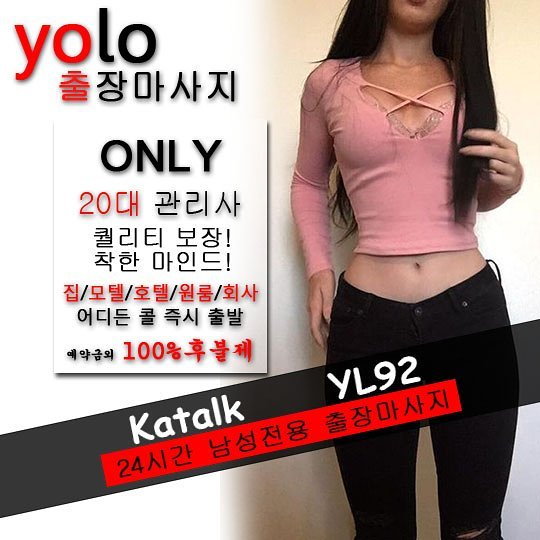 yolo
출장마사지
ONLY
20대 관리사
퀄리티 보장!
착한 마인드!
집/모텔/호텔/원룸/회사
어디든 콜 즉시 출발
예약금의 100%후불제
Katalk YL92
24시간 남성전용 출장마사지